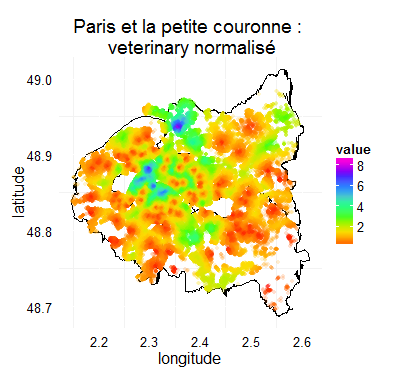 Paris et la petite couronne :
veterinary normalisé
49.0
48.9
48.8
48.7
latitude
2.2 2.3 2.4 2.5 2.6
longitude
value
8
6
4
2